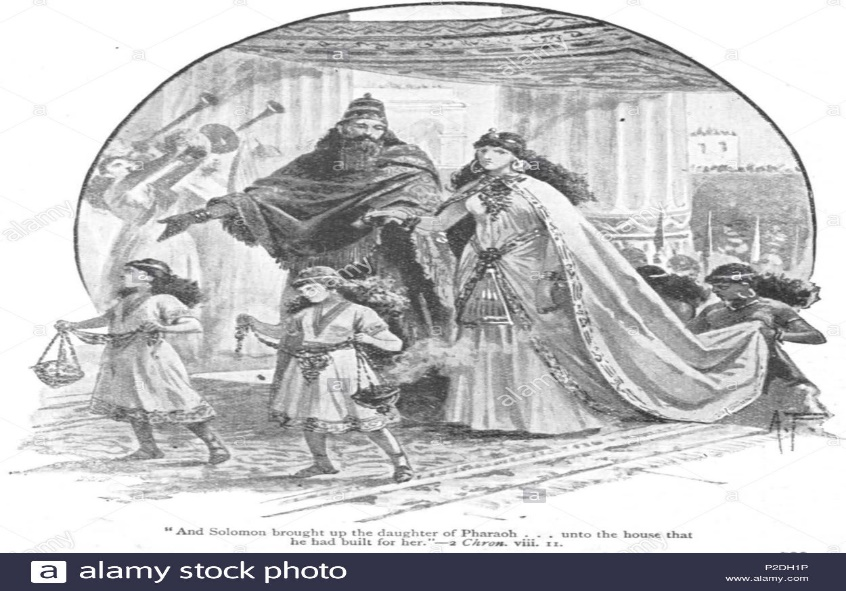 A.F
"And Solomon brought up the daughter of Pharaoh . . . unto the house that
he had built for her."—2 Chron. viii. 11.
alamy
a alamy stock photo
P2DH1P
www.alamy.com